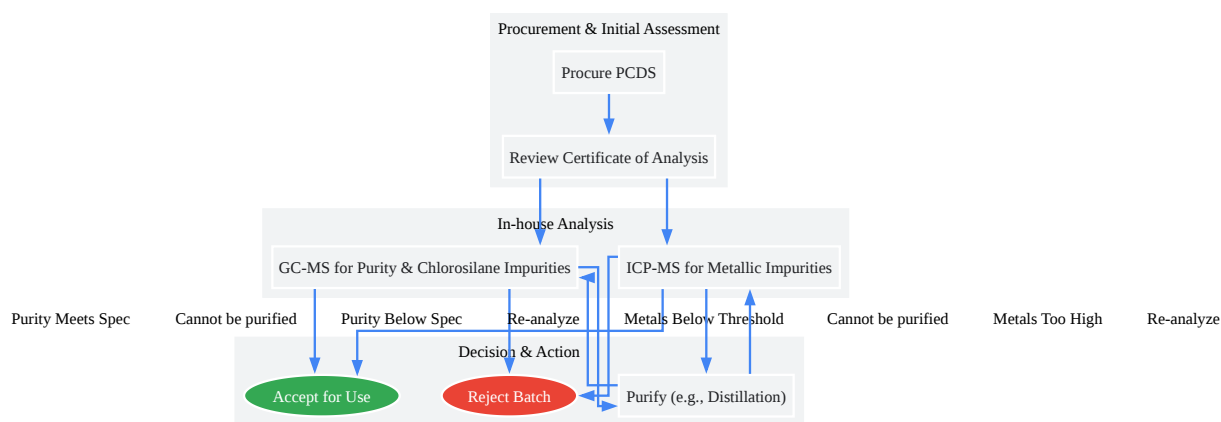 Procurement & Initial Assessment
Procure PCDS
Review Certificate of Analysis
In-house Analysis
GC-MS for Purity & Chlorosilane Impurities
ICP-MS for Metallic Impurities
Purity Meets Spec
Cannot be purified
Purity Below Spec
Re-analyze
Metals Below Threshold
Cannot be purified
Metals Too High
Re-analyze
Decision & Action
Accept for Use
Reject Batch
Purify (e.g., Distillation)